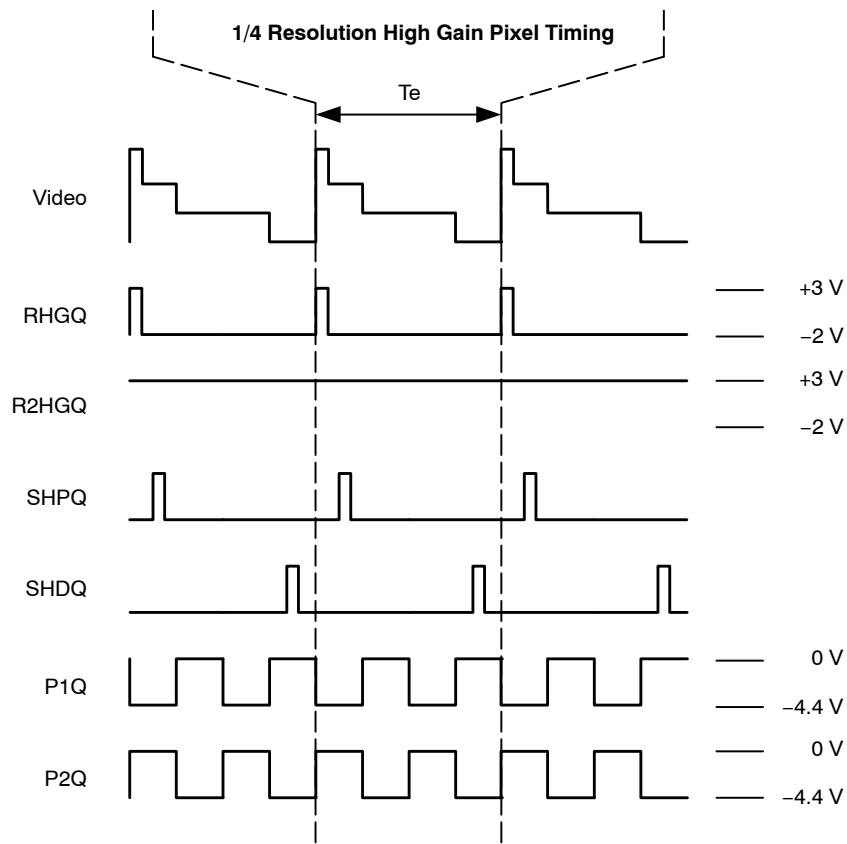 1/4 Resolution High Gain Pixel Timing
Te
Video
RHGQ
+3 V
−2 V
R2HGQ
+3 V
−2 V
SHPQ
SHDQ
P1Q
0 V
−4.4 V
P2Q
0 V
−4.4 V